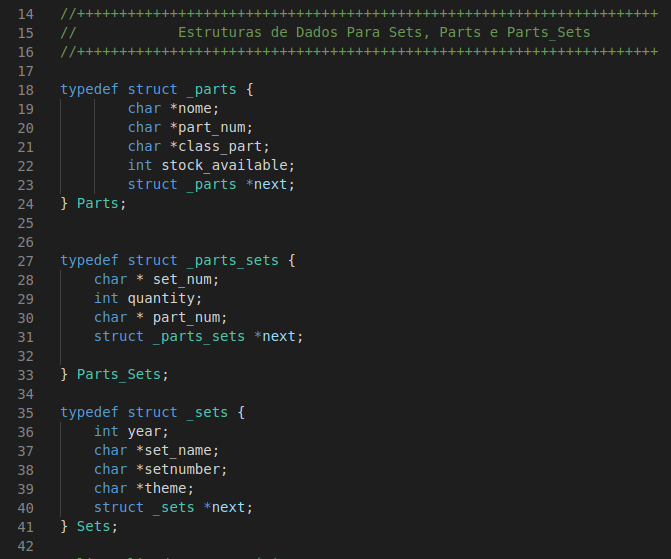 14 //+++++++++++++++++++++++++++++++++++++++++++++++++++++++++++++++++++++
15 // Estruturas de Dados Para Sets, Parts e Parts_Sets
16 //+++++++++++++++++++++++++++++++++++++++++++++++++++++++++++++++++++++
17
18 typedef struct _parts {
19 char *nome;
20 char *part_num;
21 char *class_part;
22 int stock_available;
23 struct _parts *next;
24 } Parts;
25
26
27 typedef struct _parts_sets {
28 char * set_num;
29 int quantity;
30 char * part_num;
31 struct _parts_sets *next;
32
33 } Parts_Sets;
34
35 typedef struct _sets {
36 int year;
37 char *set_name;
38 char *setnumber;
39 char *theme;
40 struct _sets *next;
41 } Sets;
42